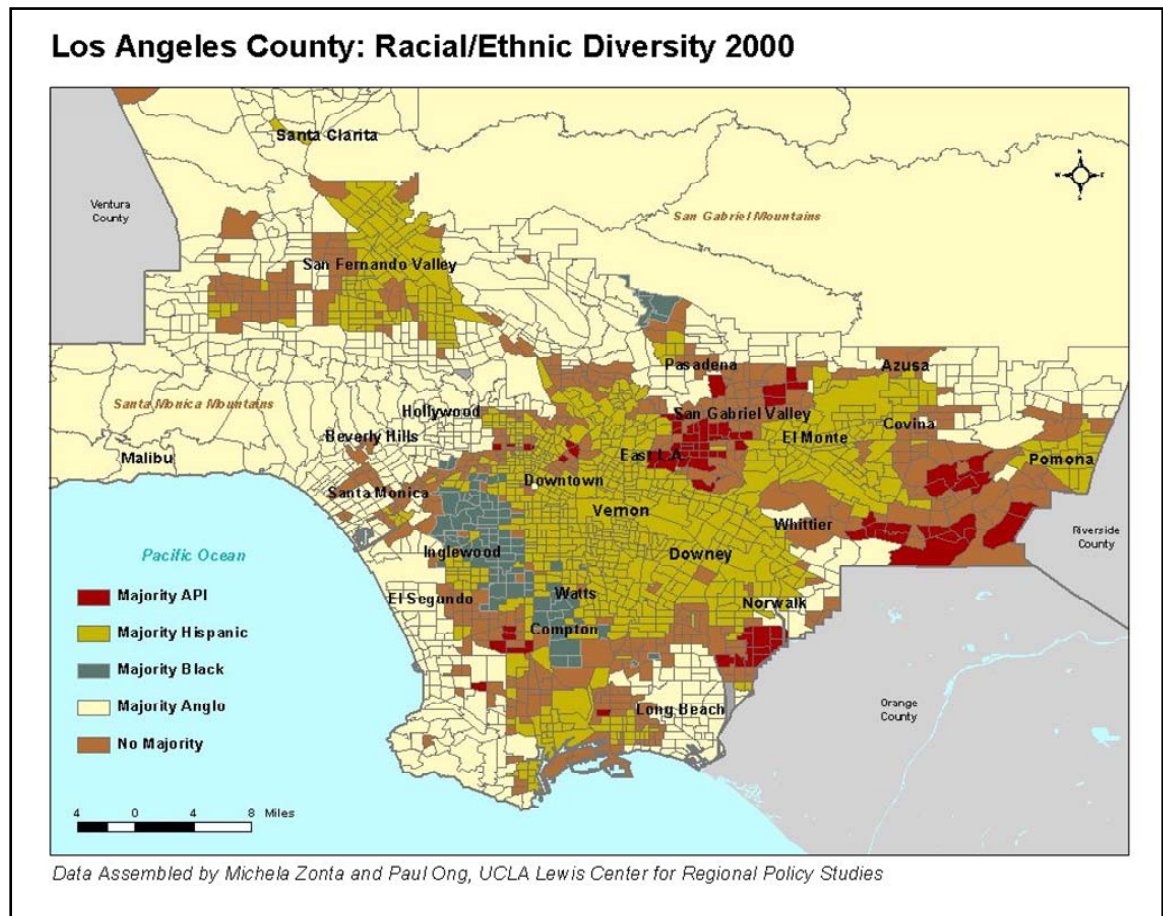 Los Angeles County: Racial/Ethnic Diversity 2000
Santa Clarita
N
W E
S
Ventura
County
San Gabriel Mountains
San Fernando Valley
Pasadena
Azusa
Santa Monica Mountains
Hollywood
San Gabriel Valley
Covina
Beverly Hills
El Monte
Malibu
East L.A.
Pomona
Downtown
Santa Monica
Vernon
Whittier
Riverside
County
Pacific Ocean
Inglewood
Downey
Majority API
El Segundo
Watts
Norwalk
Majority Hispanic
Compton
Majority Black
Majority Anglo
Long Beach
Orange
County
No Majority
4 0 4 8 Miles
Data Assembled by Michela Zonta and Paul Ong, UCLA Lewis Center for Regional Policy Studies